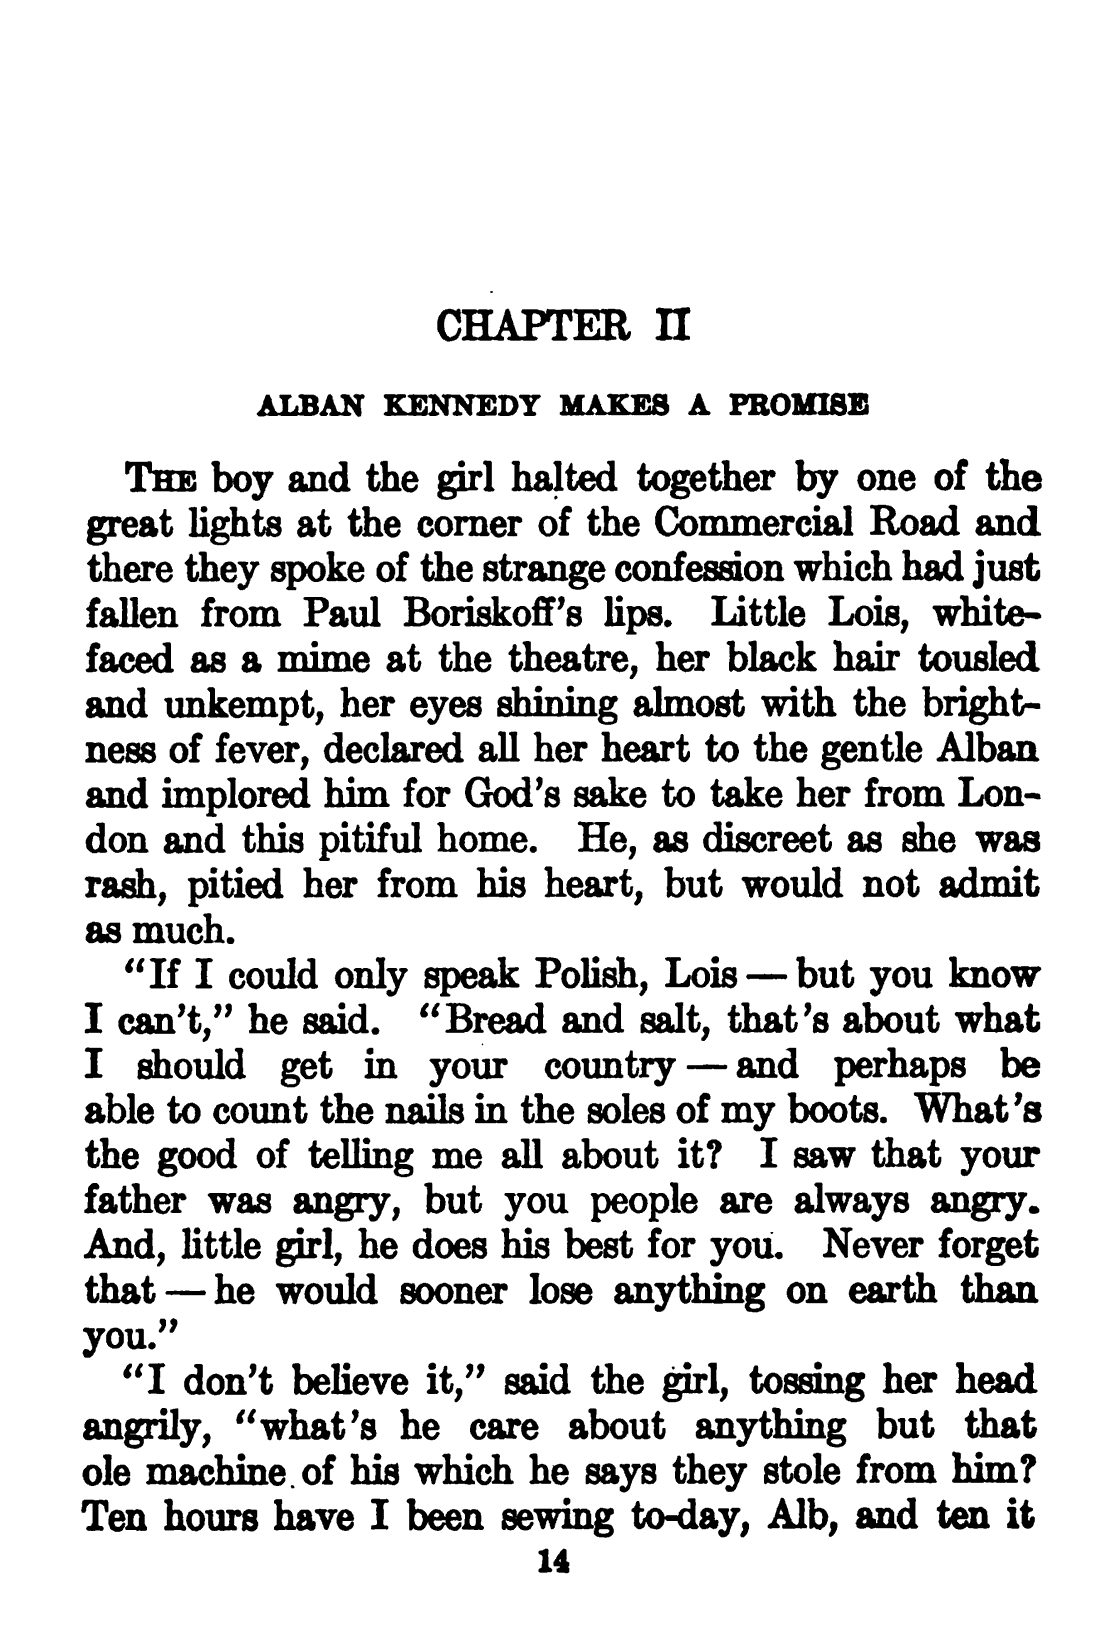 CHAPTER II
ALBAN KENNEDY MAKES A PROMISE
THE boy and the girl halted together by one of the
great lights at the corner of the Commercial Road and
there they spoke of the strange confession which had just
fallen from Paul Boriskoff's lips. Little Lois, white-
faced as a mime at the theatre, her black hair tousled
and unkempt, her eyes shining almost with the bright-
ness of fever, declared all her heart to the gentle Alban
and implored him for God's sake to take her from Lon-
don and this pitiful home. He, as discreet as she was
rash, pitied her from his heart, but would not admit
as much.
"If I could only speak Polish, Lois — but you know
I can't," he said. "Bread and salt, that's about what
I should get in your country — and perhaps be
able to count the nails in the soles of my boots. What's
the good of telling me all about it? I saw that your
father was angry, but you people are always angry.
And, little girl, he does his best for you. Never forget
that — he would sooner lose anything on earth than
you."
"I don't believe it," said the girl, tossing her head
angrily, "what's he care about anything but that
ole machine of his which he says they stole from him?
Ten hours have I been sewing to-day, Alb, and ten it
14